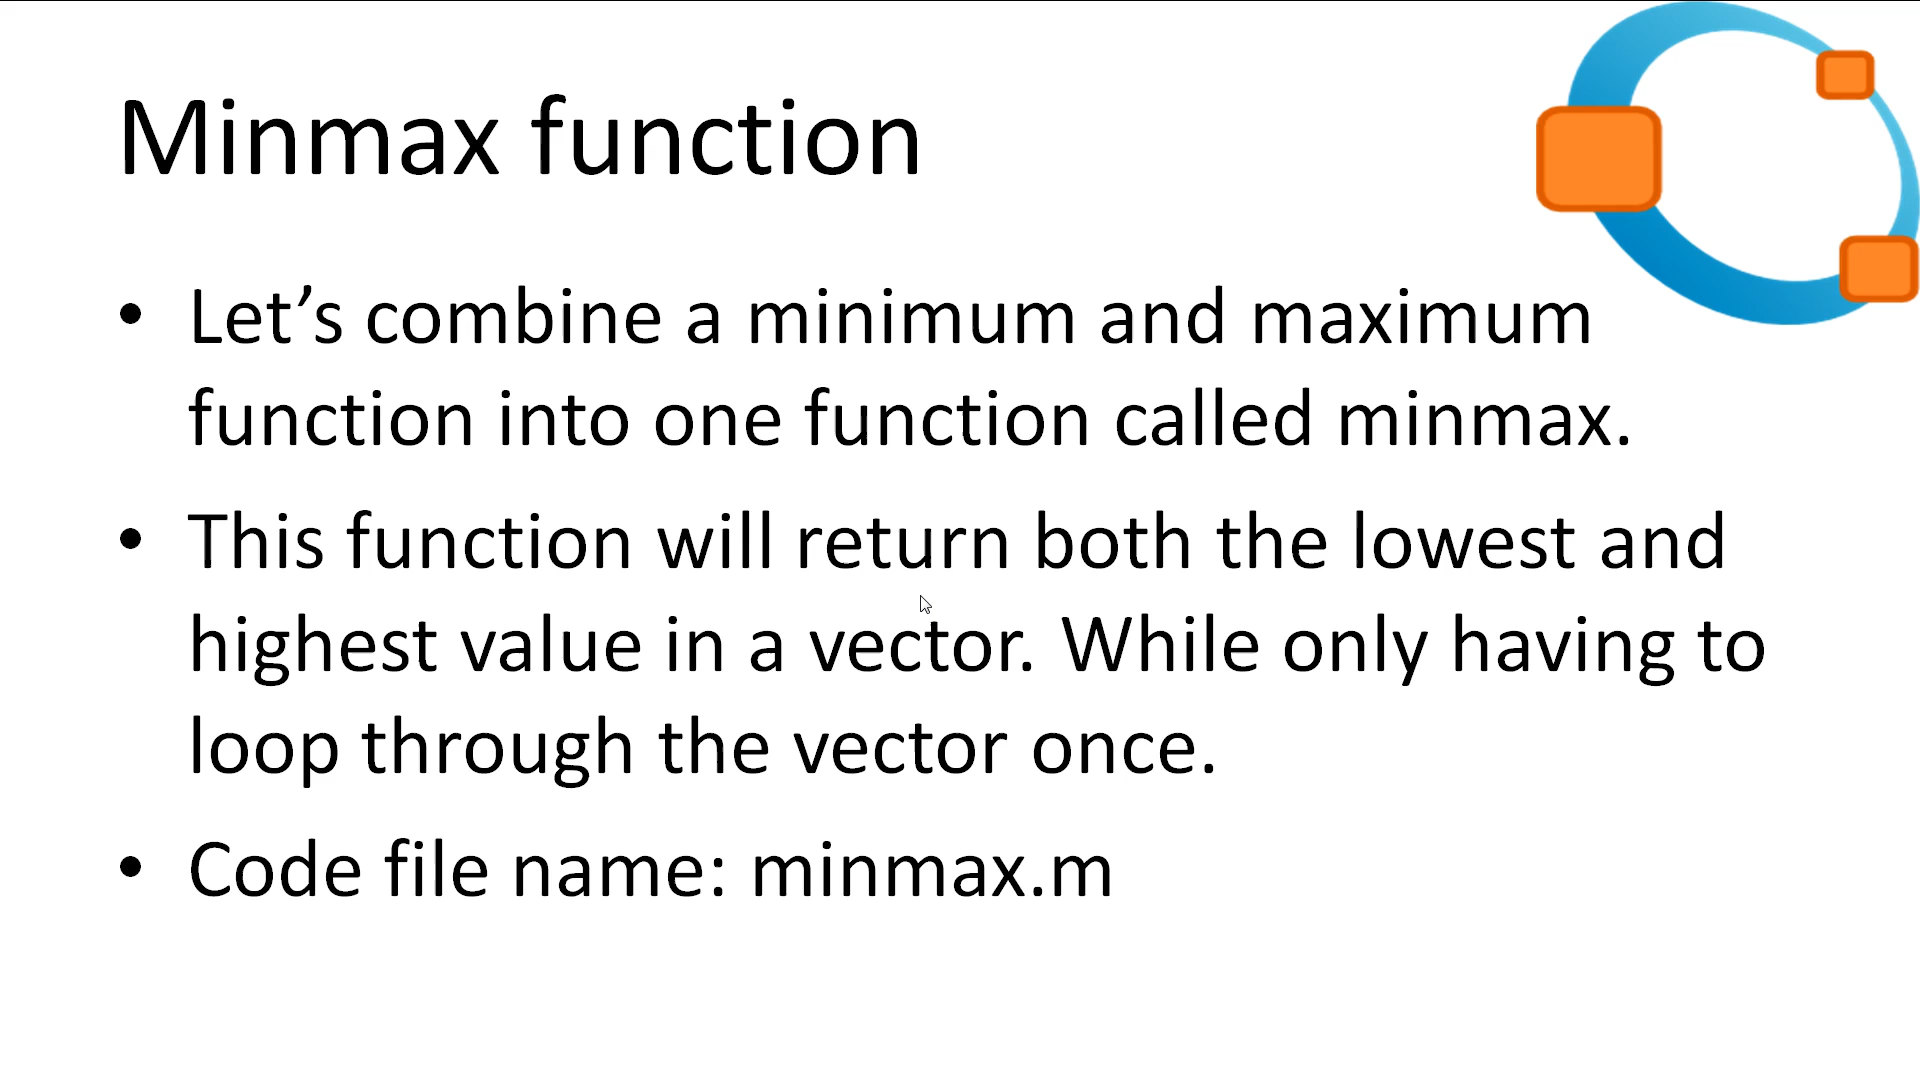 Minmax function
• Let’s combine a minimum and maximum
function into one function called minmax.
• This function will return both the lowest and
highest value in a vector. While only having to
loop through the vector once.
• Code file name: minmax.m